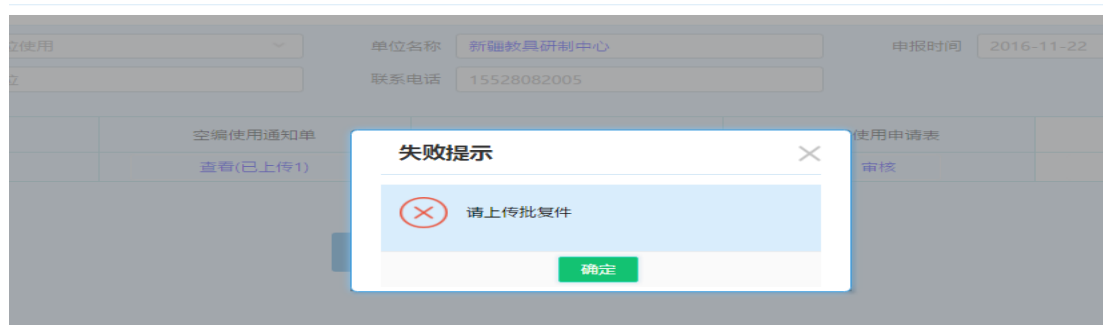 立使用 单位名称 新疆教具研制中心 申报时间 2016-11-22
立 联系电话 15528082005
空编使用通知单 使用申请表
查看(已上传1) 审核
失败提示
请上传批复件
确定